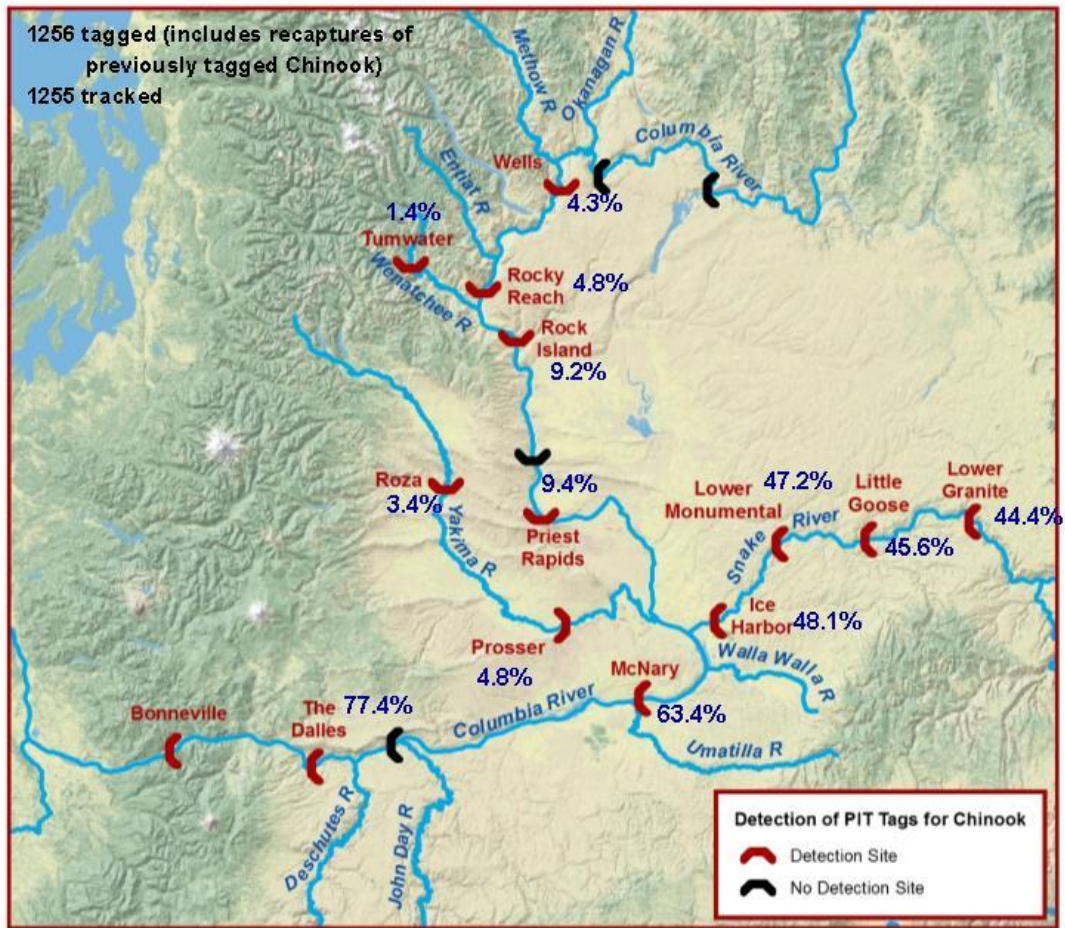 1256 tagged (includes recaptures of
previously tagged Chinook)
1255 tracked
Methow R
Okanagan R
Columbia River
Entiat R
Wells
4.3%
1.4%
Tumwater
Wenatchee R
Rocky
Reach
4.8%
Rock
Island
9.2%
Roza
3.4%
Yakima R
9.4%
Priest
Rapids
Lower
Monumental
47.2%
Little
Goose
45.6%
Lower
Granite
44.4%
Snake River
Ice
Harbor
48.1%
Walla Walla R
Prosser
4.8%
McNary
63.4%
Umatilla R
Columbia River
Bonneville
The
Dalles
77.4%
Deschutes R
John Day R
Detection of PIT Tags for Chinook
Detection Site
No Detection Site